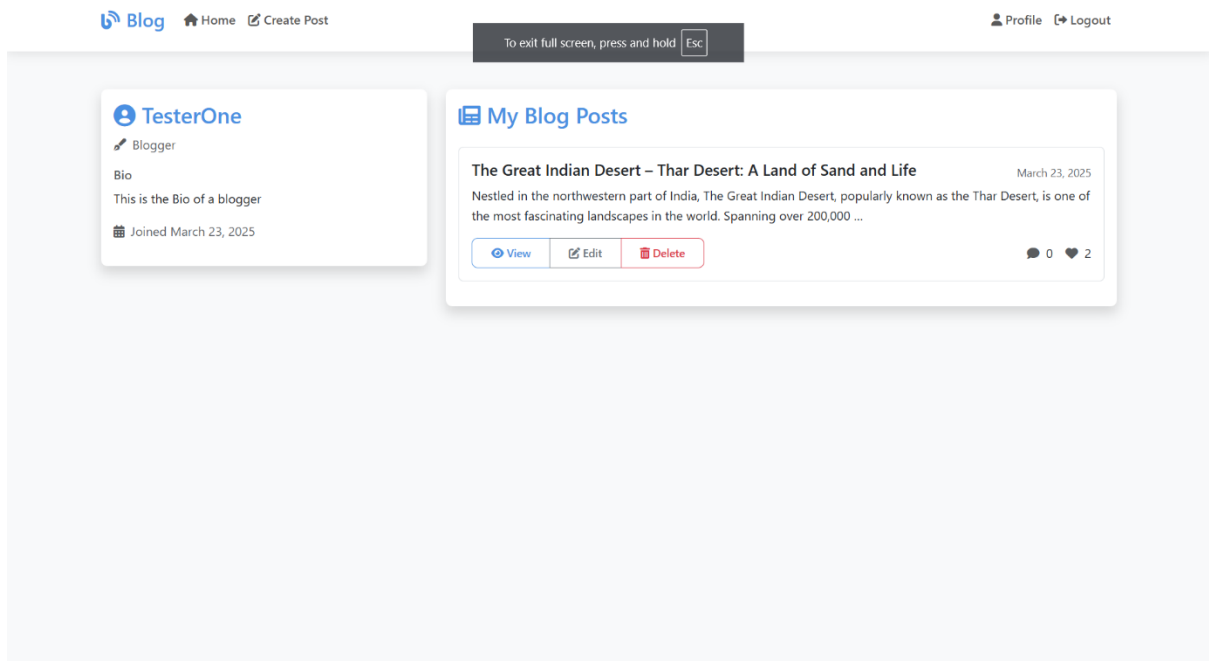 Blog Home Create Post Profile Logout
To exit full screen, press and hold Esc
TesterOne
Blogger
Bio
This is the Bio of a blogger
Joined March 23, 2025
My Blog Posts
The Great Indian Desert – Thar Desert: A Land of Sand and Life March 23, 2025
Nestled in the northwestern part of India, The Great Indian Desert, popularly known as the Thar Desert, is one of
the most fascinating landscapes in the world. Spanning over 200,000 ...
View Edit Delete 0 2